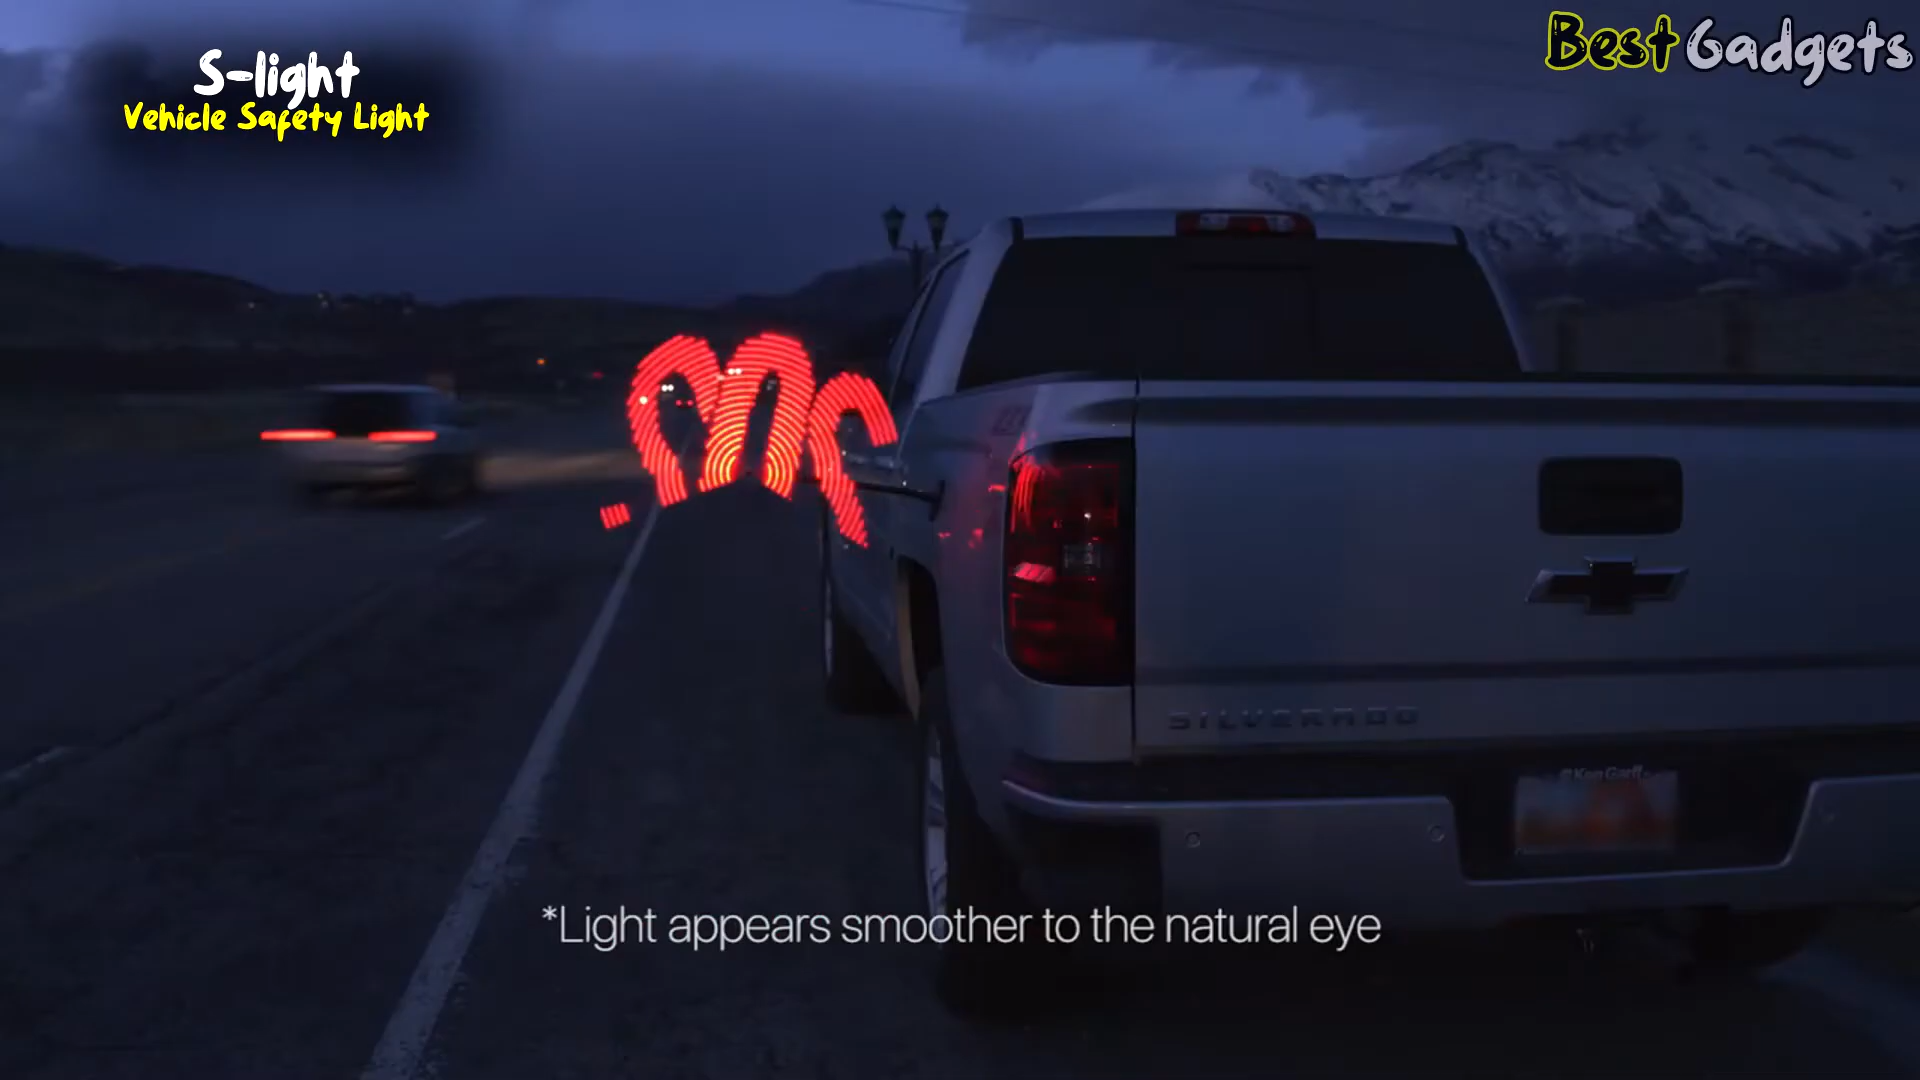 S-light
Vehicle Safety Light
Best Gadgets
SILVERADO
*Light appears smoother to the natural eye